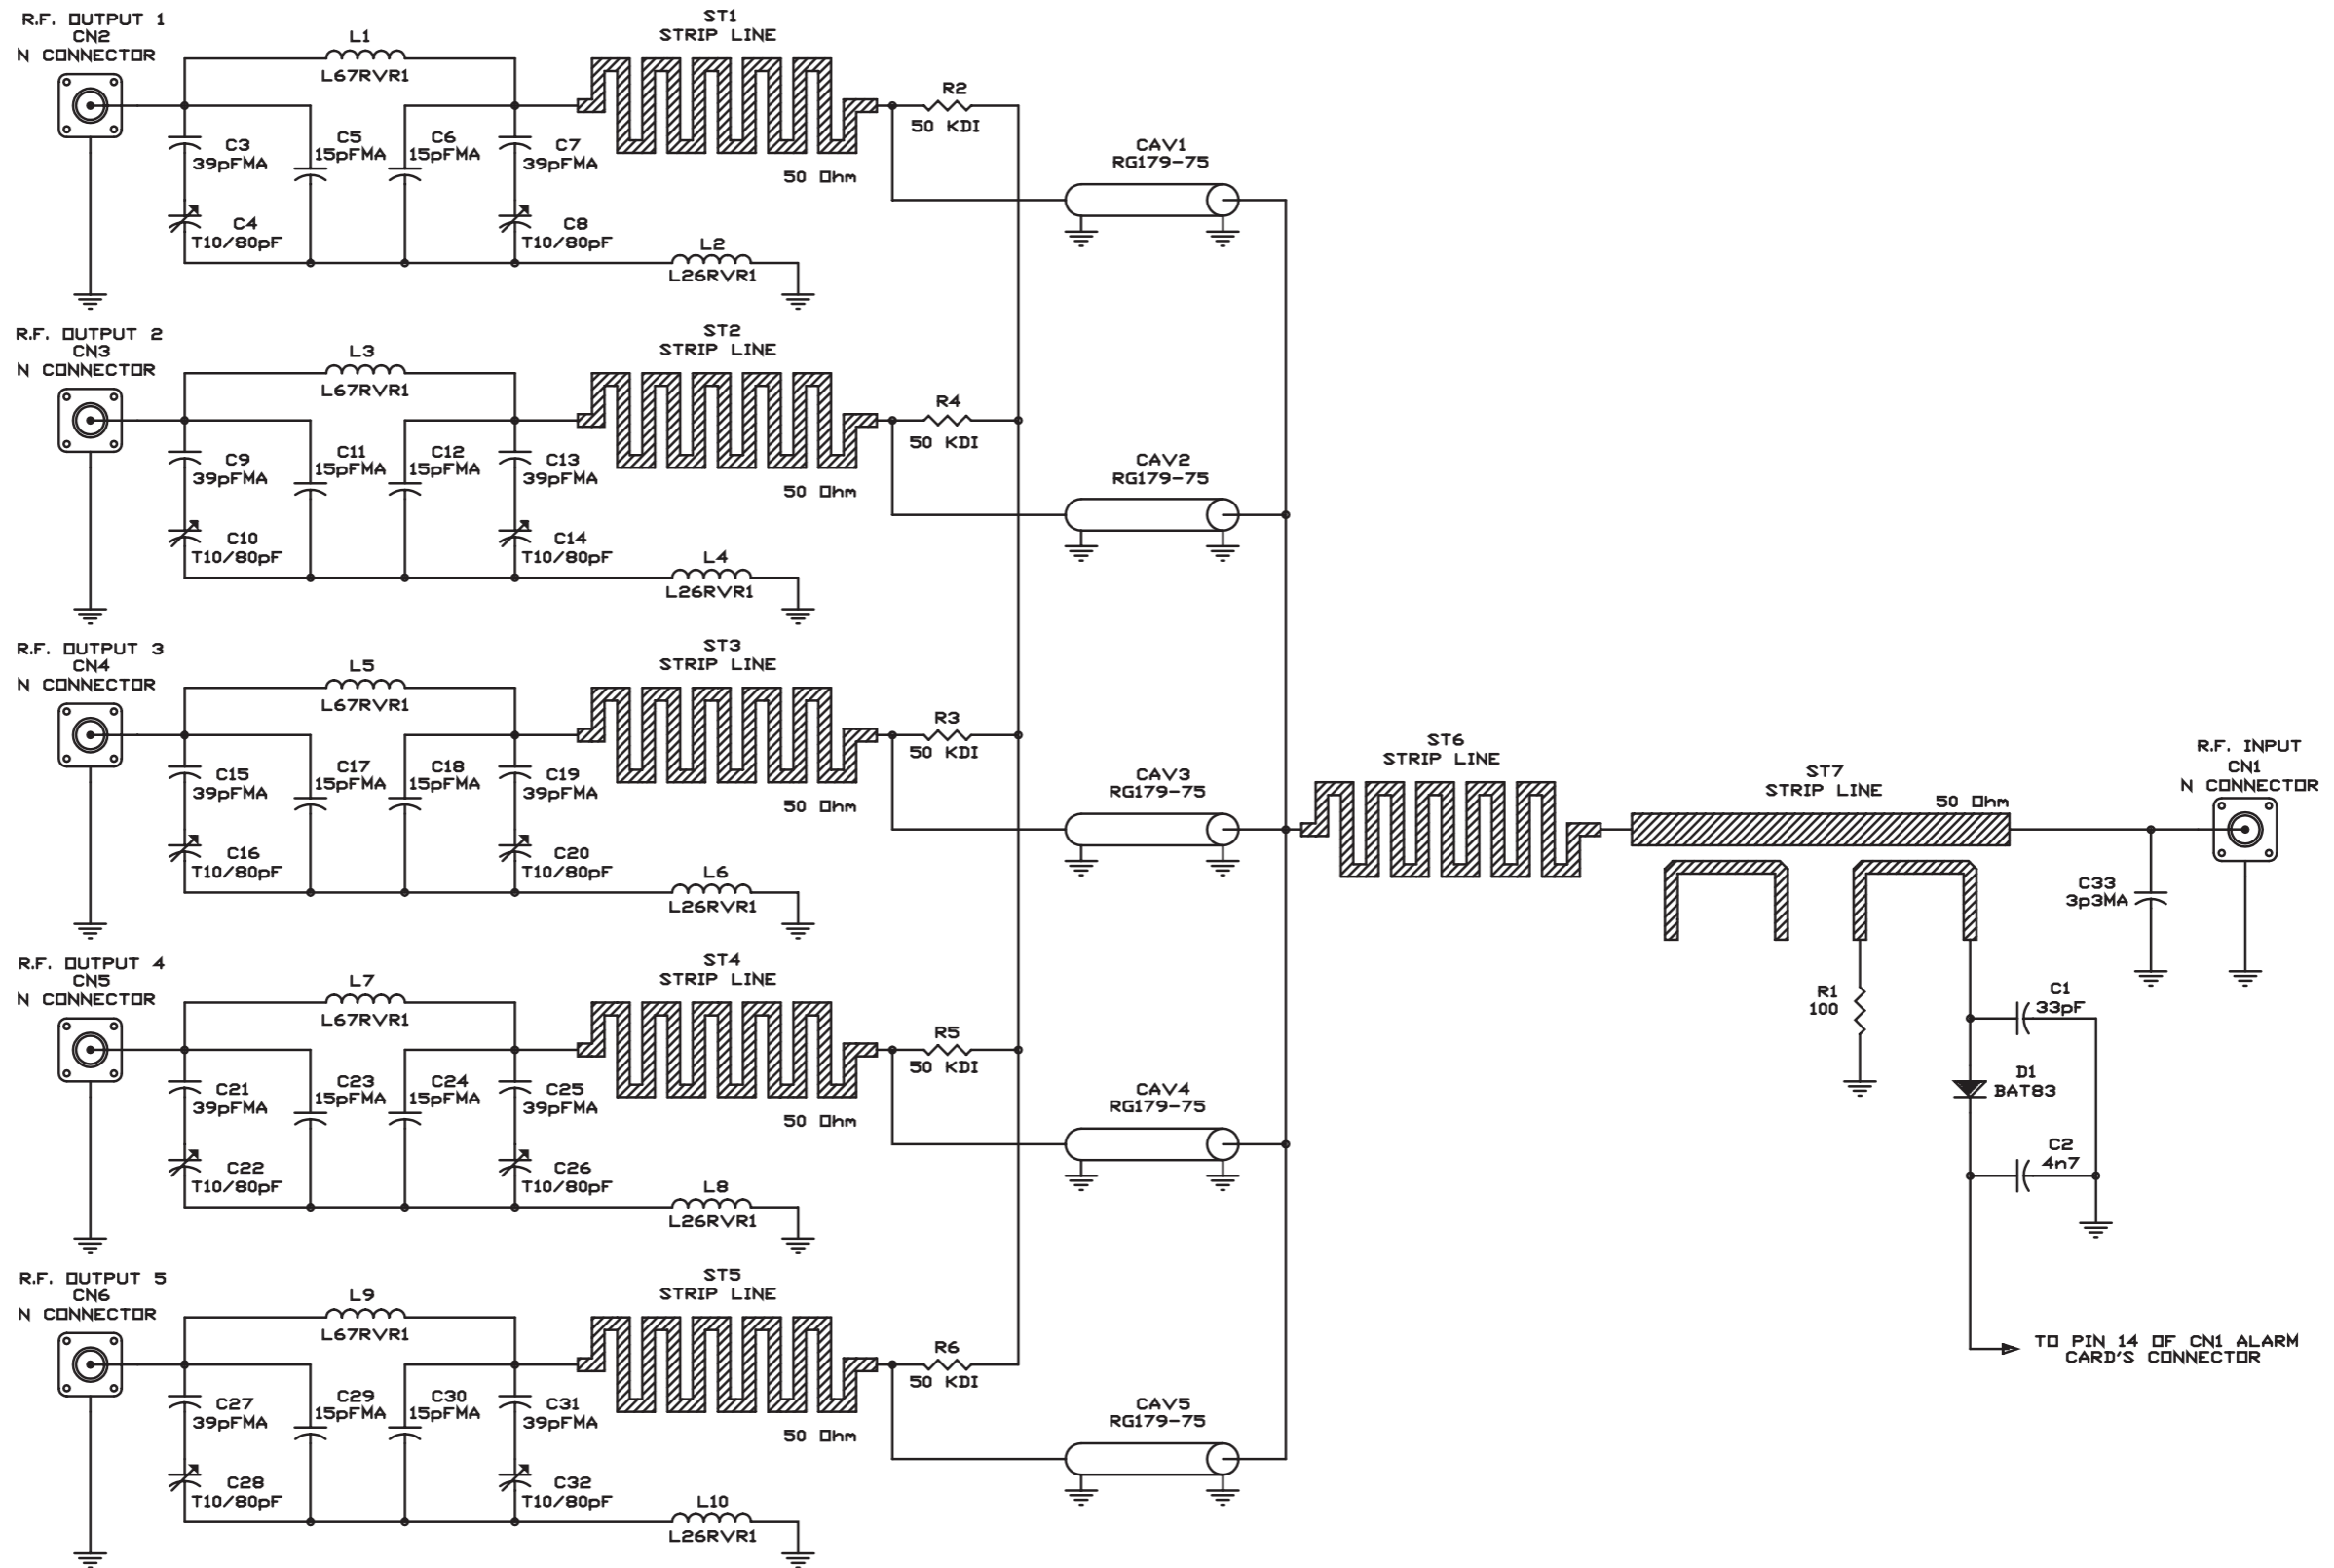 R.F. OUTPUT 1
CN2
N CONNECTOR
L1
L67RVR1
ST1
STRIP LINE
C3
39pFMA
C5
15pFMA
C6
15pFMA
C7
39pFMA
C4
T10/80pF
C8
T10/80pF
50 Ohm
L2
L26RVR1
R2
50 KDI
CAV1
RG179-75
R.F. OUTPUT 2
CN3
N CONNECTOR
L3
L67RVR1
ST2
STRIP LINE
C9
39pFMA
C11
15pFMA
C12
15pFMA
C13
39pFMA
C10
T10/80pF
C14
T10/80pF
50 Ohm
L4
L26RVR1
R4
50 KDI
CAV2
RG179-75
R.F. OUTPUT 3
CN4
N CONNECTOR
L5
L67RVR1
ST3
STRIP LINE
C15
39pFMA
C17
15pFMA
C18
15pFMA
C19
39pFMA
C16
T10/80pF
C20
T10/80pF
50 Ohm
L6
L26RVR1
R3
50 KDI
CAV3
RG179-75
ST6
STRIP LINE
ST7
STRIP LINE
50 Ohm
R.F. INPUT
CN1
N CONNECTOR
C33
3p3MA
R1
100
C1
33pF
D1
BAT83
C2
4n7
TO PIN 14 OF CN1 ALARM
CARD'S CONNECTOR
R.F. OUTPUT 4
CN5
N CONNECTOR
L7
L67RVR1
ST4
STRIP LINE
C21
39pFMA
C23
15pFMA
C24
15pFMA
C25
39pFMA
C22
T10/80pF
C26
T10/80pF
50 Ohm
L8
L26RVR1
R5
50 KDI
CAV4
RG179-75
R.F. OUTPUT 5
CN6
N CONNECTOR
L9
L67RVR1
ST5
STRIP LINE
C27
39pFMA
C29
15pFMA
C30
15pFMA
C31
39pFMA
C28
T10/80pF
C32
T10/80pF
50 Ohm
L10
L26RVR1
R6
50 KDI
CAV5
RG179-75